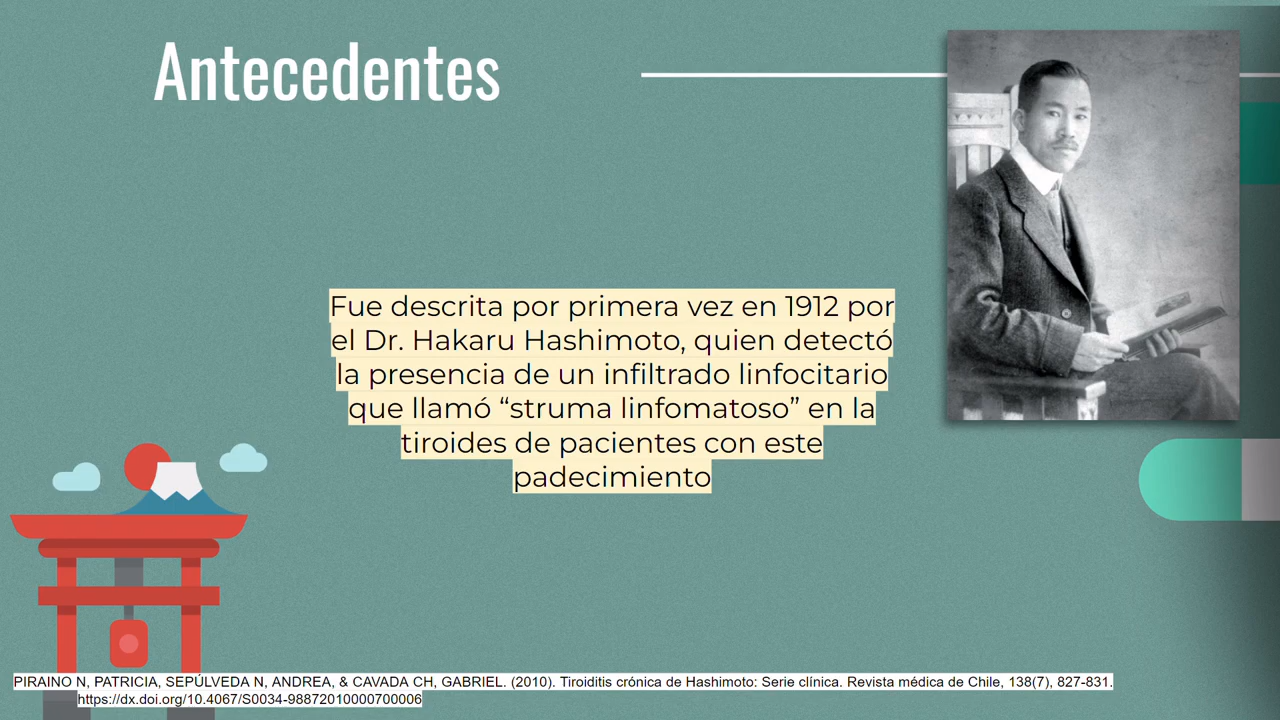 Antecedentes
Fue descrita por primera vez en 1912 por
el Dr. Hakaru Hashimoto, quien detectó
la presencia de un infiltrado linfocitario
que llamó “struma linfomatoso” en la
tiroides de pacientes con este
padecimiento
PIRAINO N, PATRICIA, SEPÚLVEDA N, ANDREA, & CAVADA CH, GABRIEL. (2010). Tiroiditis crónica de Hashimoto: Serie clínica. Revista médica de Chile, 138(7), 827-831.
https://dx.doi.org/10.4067/S0034-98872010000700006